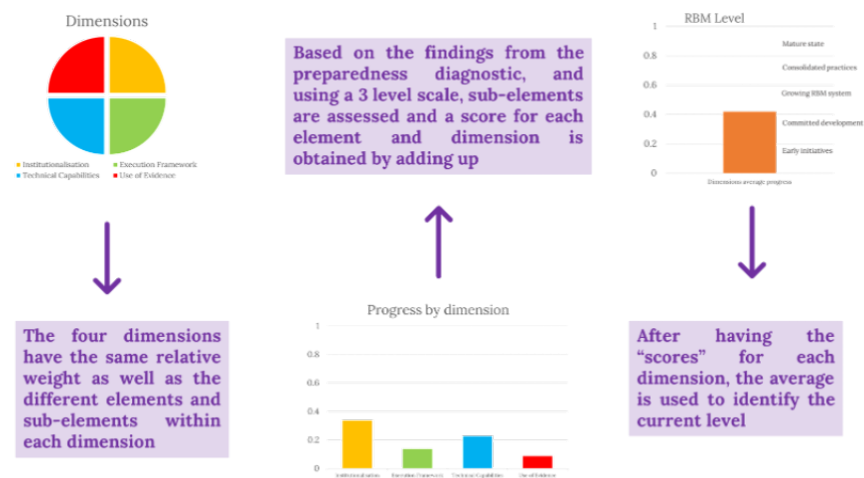 Dimensions
Institutionalisation
Execution Framework
Technical Capabilities
Use of Evidence
The four dimensions
have the same relative
weight as well as the
different elements and
sub-elements within
each dimension
Based on the findings from the
preparedness diagnostic, and
using a 3 level scale, sub-elements
are assessed and a score for each
element and dimension is
obtained by adding up
Progress by dimension
1
0.8
0.6
0.4
0.2
0
Institutionalisation
Execution Framework
Technical Capabilities
Use of Evidence
RBM Level
1
0.8
0.6
0.4
0.2
0
Mature state
Consolidated practices
Growing RBM system
Committed development
Early initiatives
Dimensions average progress
After having the
“scores” for each
dimension, the average
is used to identify the
current level